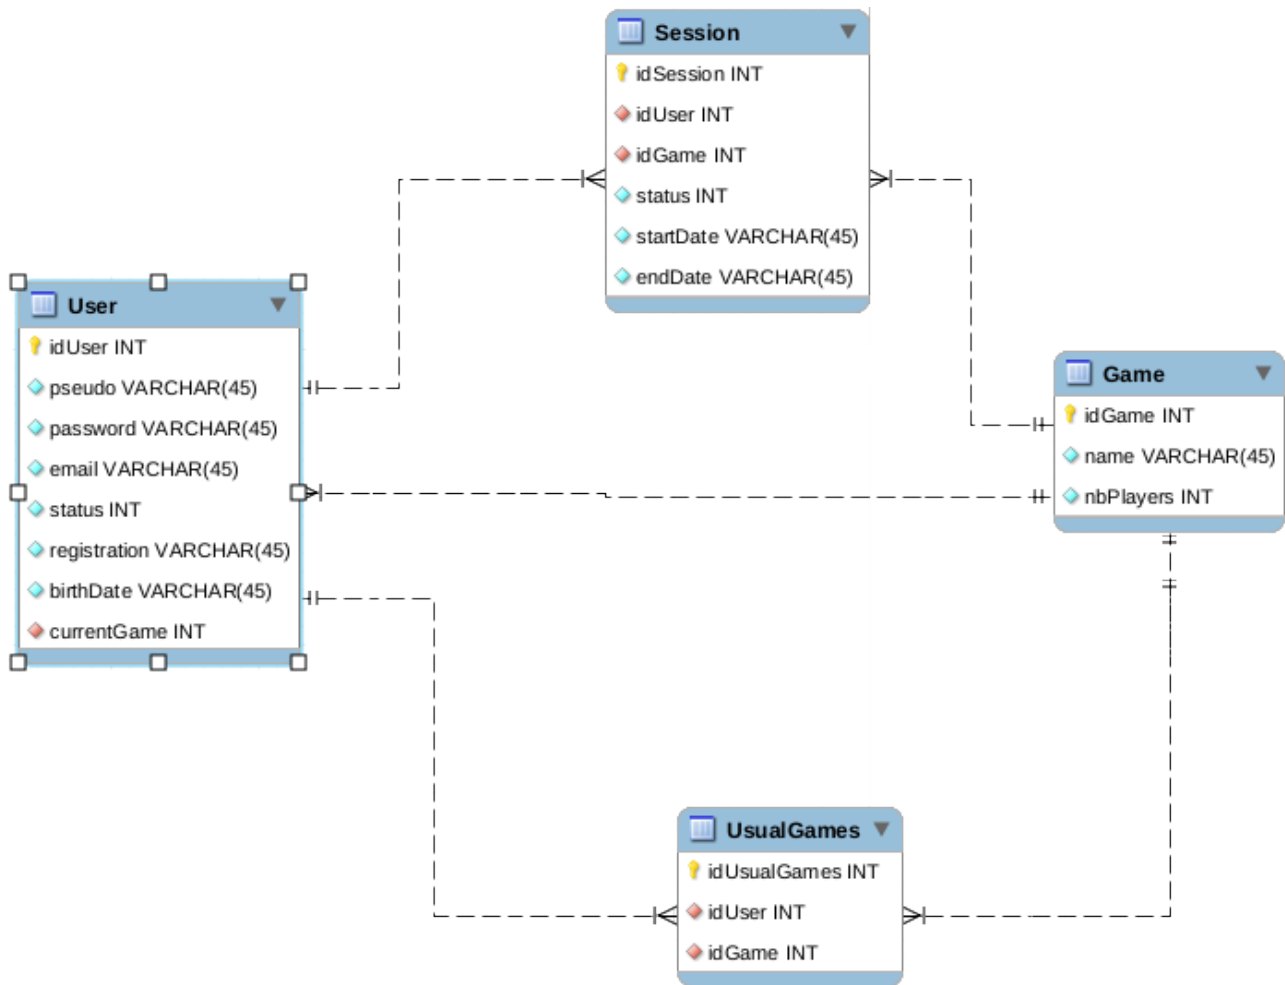 Session
idSession INT
idUser INT
idGame INT
status INT
startDate VARCHAR(45)
endDate VARCHAR(45)
User
idUser INT
pseudo VARCHAR(45)
password VARCHAR(45)
email VARCHAR(45)
status INT
registration VARCHAR(45)
birthDate VARCHAR(45)
currentGame INT
Game
idGame INT
name VARCHAR(45)
nbPlayers INT
UsualGames
idUsualGames INT
idUser INT
idGame INT